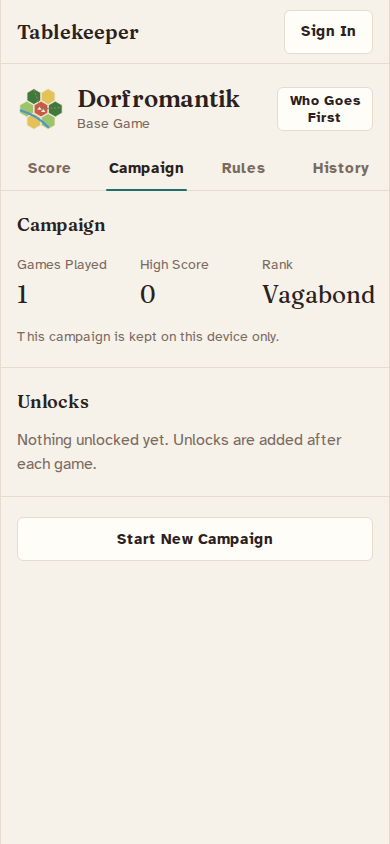 Tablekeeper
Sign In
Dorfromantik
Base Game
Who Goes
First
Score
Campaign
Rules
History
Campaign
Games Played
High Score
Rank
1
0
Vagabond
This campaign is kept on this device only.
Unlocks
Nothing unlocked yet. Unlocks are added after
each game.
Start New Campaign